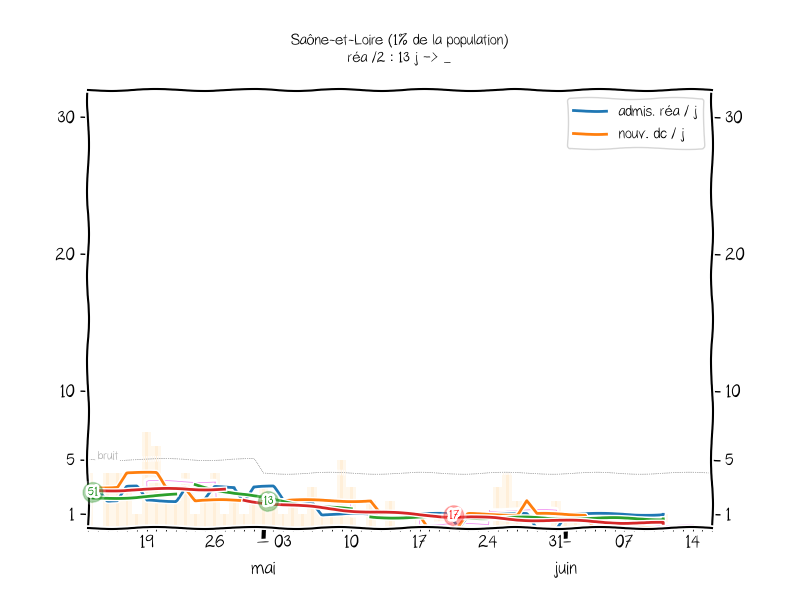 Saône-et-Loire (1% de la population)
réa /2 : 13 j -> _
admis. réa / j
nouv. dc / j
30 30
20 20
10 10
5 5
1 1
bruit
51
13
17
19 26 03 10 17 24 31 07 14
mai juin